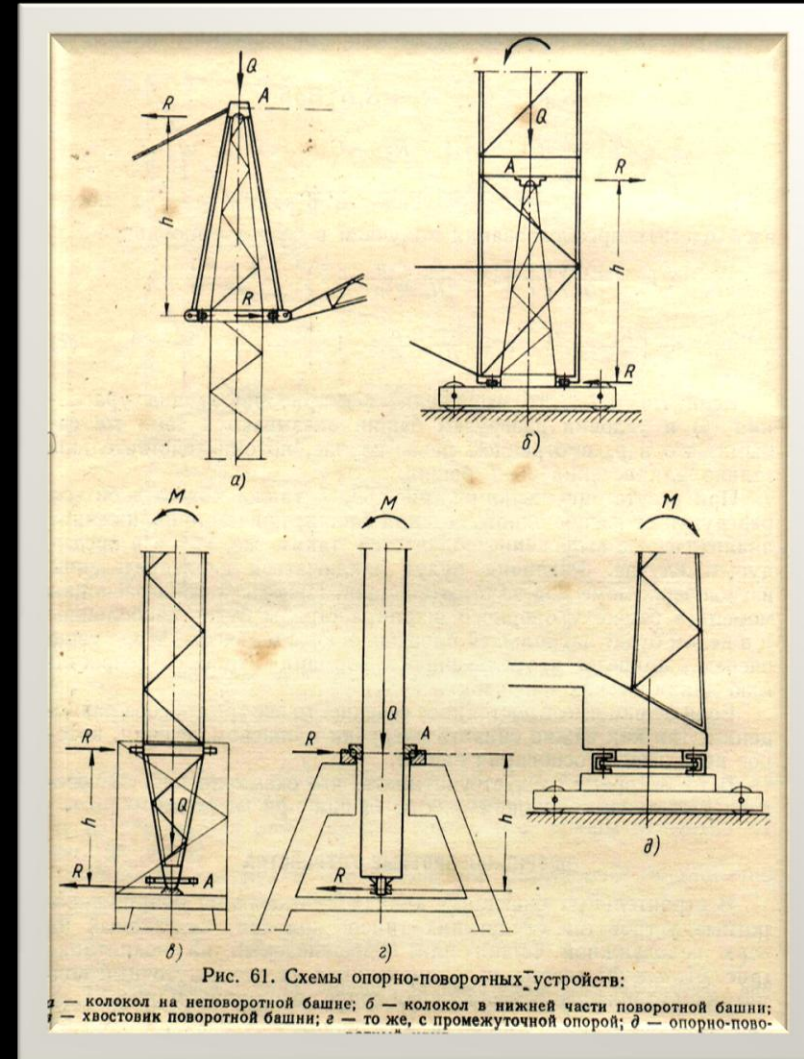 Q
A
R
h
R
а)
Q
A
R
h
R
б)
M
R
h
Q
R
A
в)
M
Q
A
R
h
R
г)
M
д)
Рис. 61. Схемы опорно-поворотных устройств:
— колокол на неповоротной башне; б — колокол в нижней части поворотной башни;
— хвостовик поворотной башни; г — то же, с промежуточной опорой; д — опорно-пово-